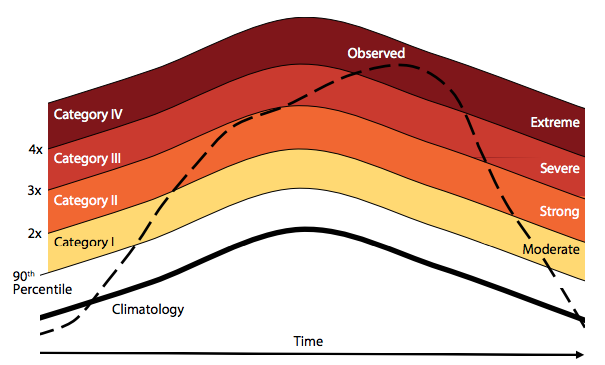 Observed
Category IV
Extreme
4x
Category III
Severe
3x
Category II
Strong
2x
Category I
Moderate
90th
Percentile
Climatology
Time